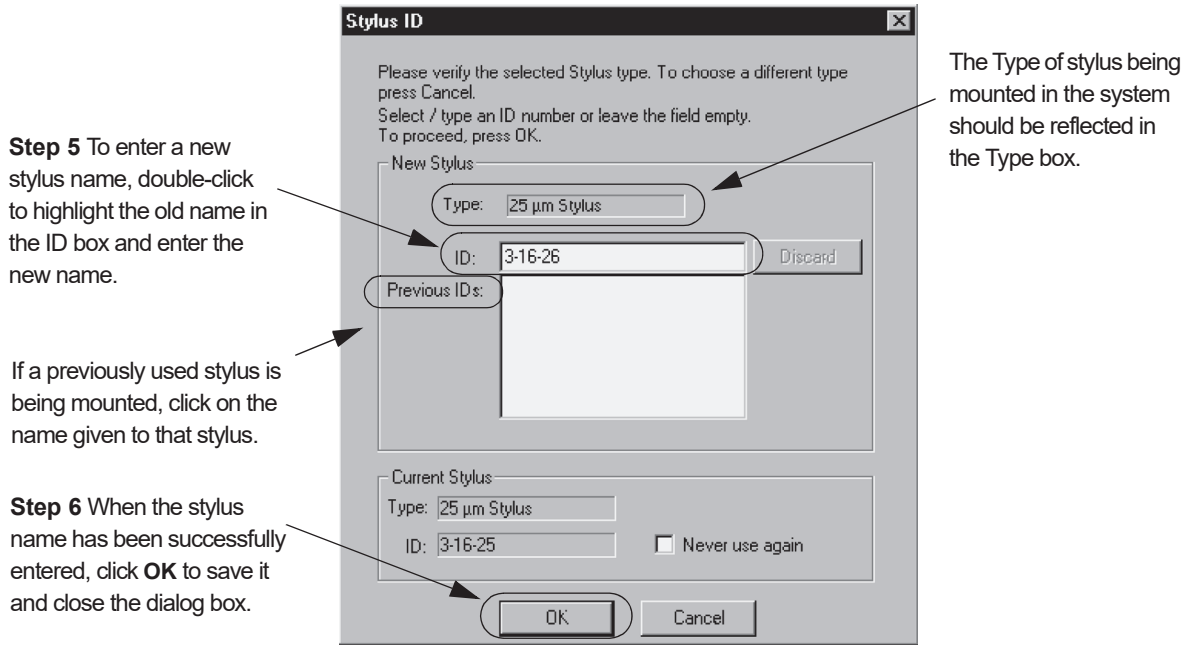 Stylus ID
Please verify the selected Stylus type. To choose a different type
press Cancel.
Select / type an ID number or leave the field empty.
To proceed, press OK.
New Stylus
Type: 25 µm Stylus
ID: 3-16-26 Discard
Previous IDs:
Current Stylus
Type: 25 µm Stylus
ID: 3-16-25 Never use again
OK Cancel
The Type of stylus being
mounted in the system
should be reflected in
the Type box.
Step 5 To enter a new
stylus name, double-click
to highlight the old name in
the ID box and enter the
new name.
If a previously used stylus is
being mounted, click on the
name given to that stylus.
Step 6 When the stylus
name has been successfully
entered, click OK to save it
and close the dialog box.